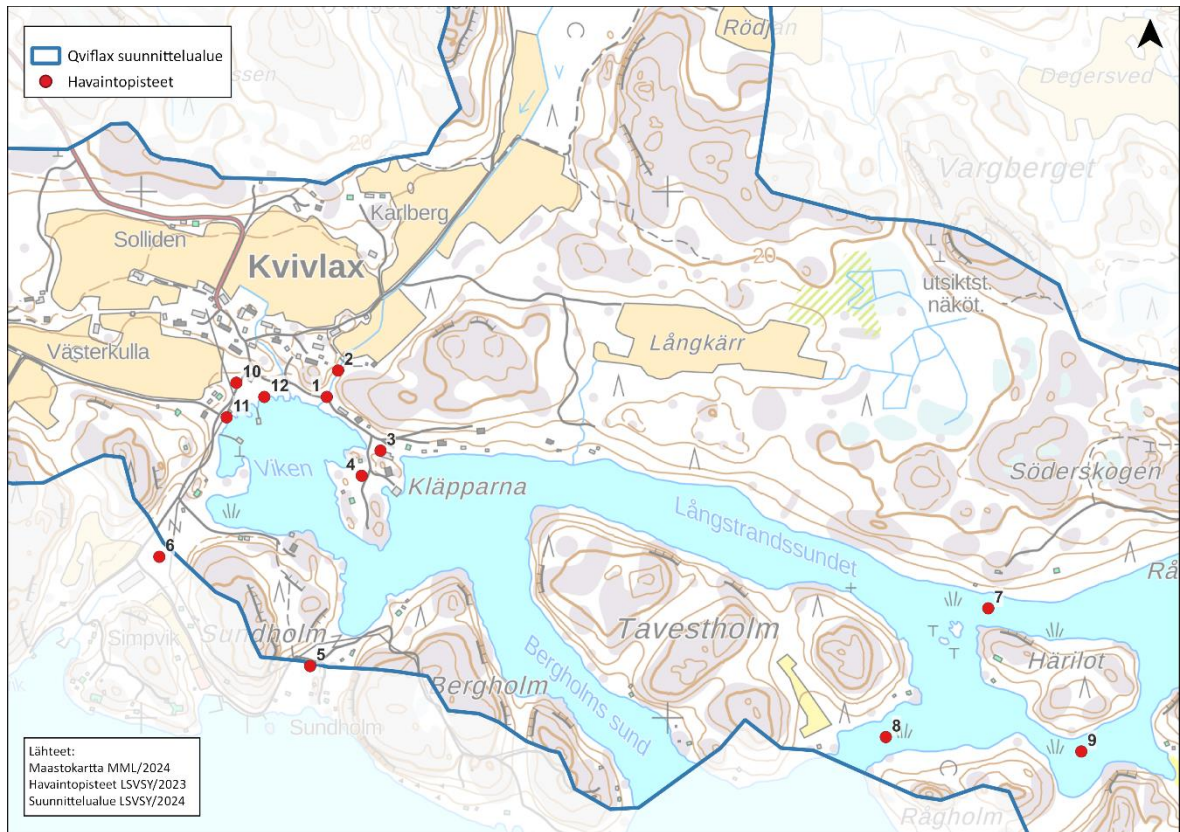 Qviflax suunnittelualue
Havaintopisteet
Rödjan
Degersved
20
Vargberget
Karlberg
Solliden
Kvivlax
20
utsiktst.
näköt.
Västerkulla
Långkärr
2
10
12
1
11
3
Viken
4
Kläpparna
Söderskogen
Långstrandssundet
6
7
Rå
Simpvik
Sundholm
Tavestholm
Härilot
5
Bergholm
Bergholms sund
Sundholm
8
9
Rågholm
Lähteet:
Maastokartta MML/2024
Havaintopisteet LSVSY/2023
Suunnittelualue LSVSY/2024